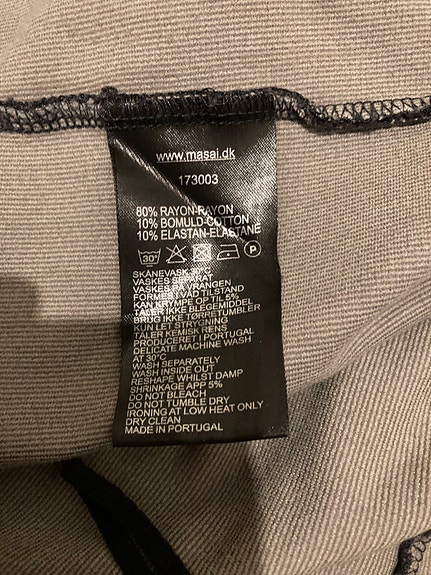 www.masai.dk
173003
80% RAYON-RAYON
10% BOMULD-COTTON
10% ELASTAN-ELASTANE
30° P
SKÅNEVASK 30°C
VASKES SEPARAT
VASKES PÅ VRANGEN
FORMES I VÅD TILSTAND
KAN KRYMPE OP TIL 5%
TÅLER IKKE BLEGEMIDDEL
BRUG IKKE TØRRETUMBLER
KUN LET STRYGNING
TÅLER KEMISK RENS
PRODUCERET I PORTUGAL
DELICATE MACHINE WASH
AT 30°C
WASH SEPARATELY
WASH INSIDE OUT
RESHAPE WHILST DAMP
SHRINKAGE APP 5%
DO NOT BLEACH
DO NOT TUMBLE DRY
IRONING AT LOW HEAT ONLY
DRY CLEAN
MADE IN PORTUGAL